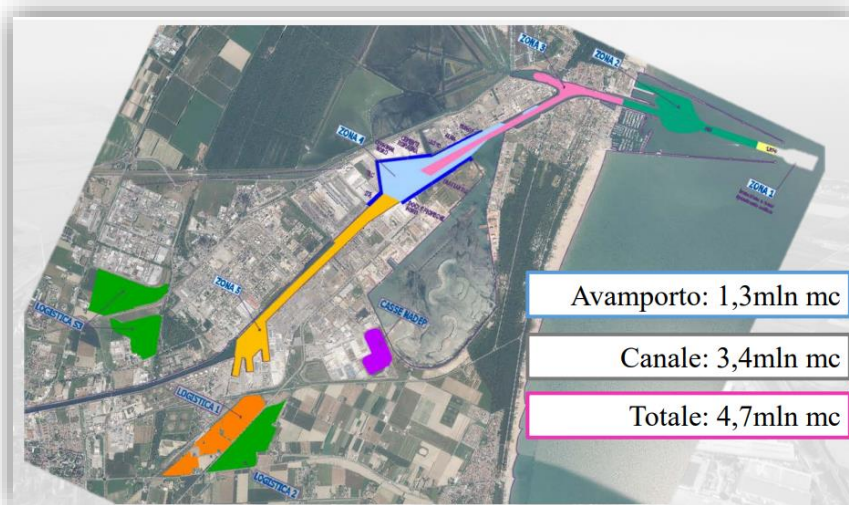 ZONA 3
ZONA 2
ZONA 4
ZONA 1
ZONA 5
CASSE NADEP
LOGISTICA S3
LOGISTICA 1
LOGISTICA 2
Avamporto: 1,3mln mc
Canale: 3,4mln mc
Totale: 4,7mln mc